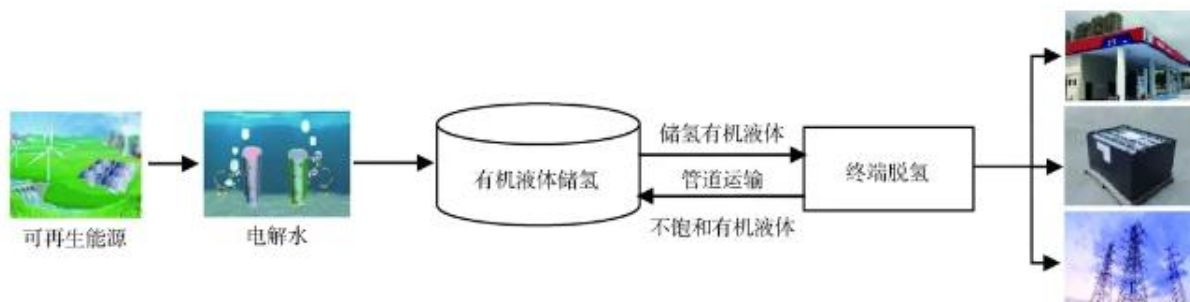 可再生能源
电解水
有机液体储氢
储氢有机液体
管道运输
不饱和有机液体
终端脱氢